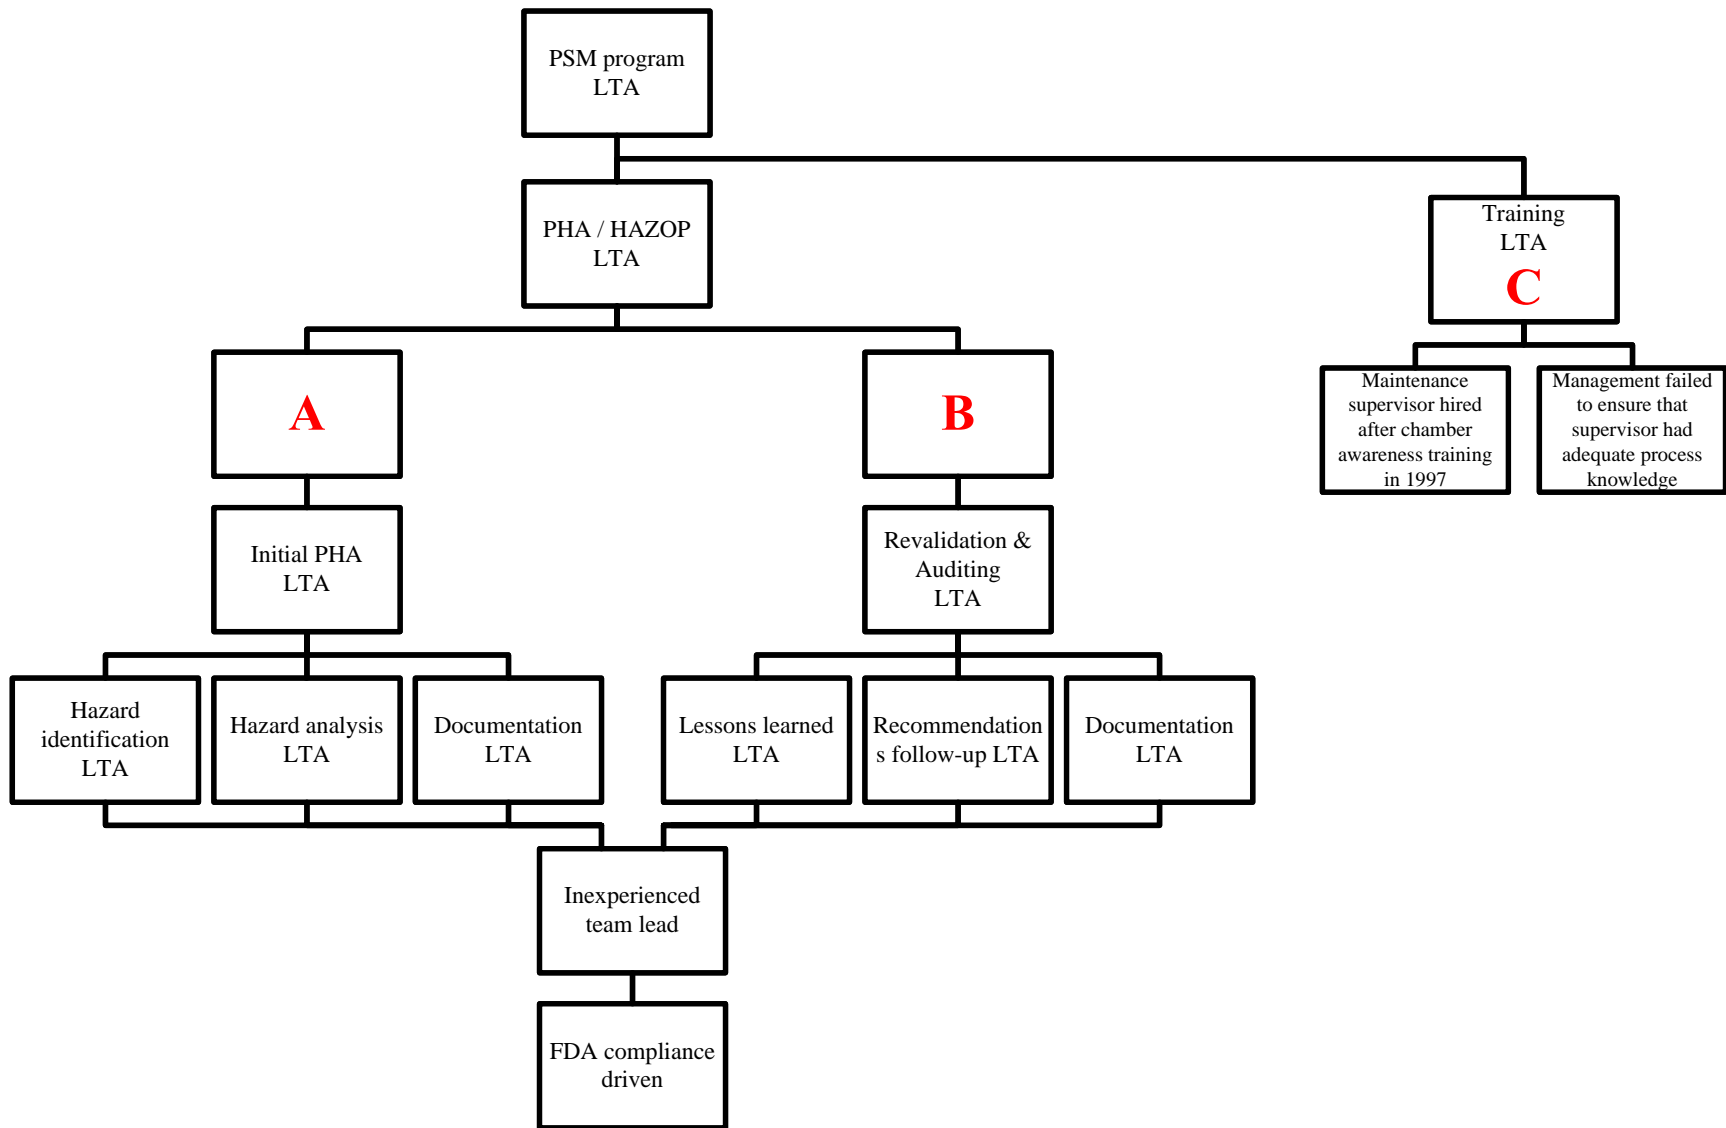 PSM program
LTA
PHA / HAZOP
LTA
Training
LTA
C
A
B
Maintenance
supervisor hired
after chamber
awareness training
in 1997
Management failed
to ensure that
supervisor had
adequate process
knowledge
Initial PHA
LTA
Revalidation &
Auditing
LTA
Hazard
identification
LTA
Hazard analysis
LTA
Documentation
LTA
Lessons learned
LTA
Recommendation
s follow-up LTA
Documentation
LTA
Inexperienced
team lead
FDA compliance
driven